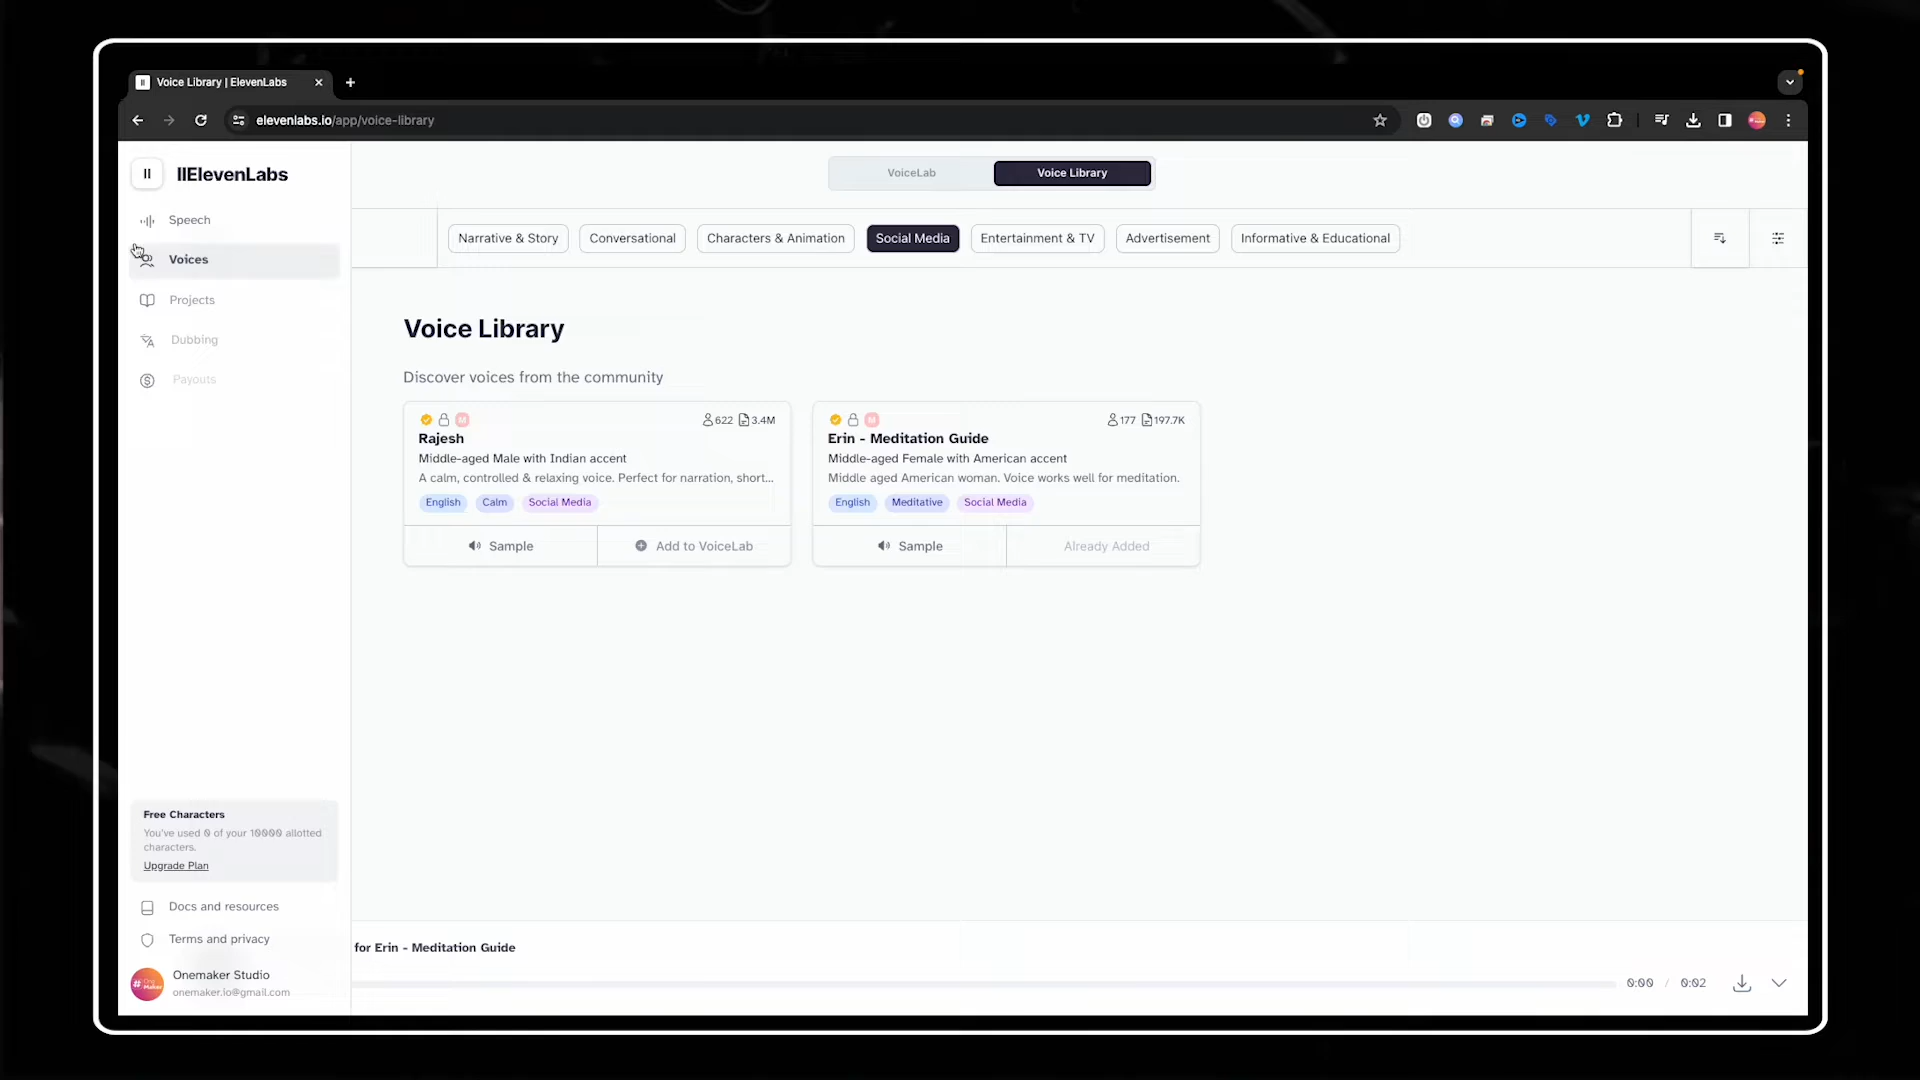 Voice Library | ElevenLabs
elevenlabs.io/app/voice-library
IIElevenLabs
Speech
Voices
Projects
Dubbing
Payouts
VoiceLab
Voice Library
Narrative & Story
Conversational
Characters & Animation
Social Media
Entertainment & TV
Advertisement
Informative & Educational
Voice Library
Discover voices from the community
M
622
3.4M
Rajesh
Middle-aged Male with Indian accent
A calm, controlled & relaxing voice. Perfect for narration, short...
English
Calm
Social Media
Sample
Add to VoiceLab
M
177
197.7K
Erin - Meditation Guide
Middle-aged Female with American accent
Middle aged American woman. Voice works well for meditation.
English
Meditative
Social Media
Sample
Already Added
Free Characters
You've used 0 of your 10000 allotted
characters.
Upgrade Plan
Docs and resources
Terms and privacy
Onemaker Studio
onemaker.io@gmail.com
for Erin - Meditation Guide
0:00 / 0:02